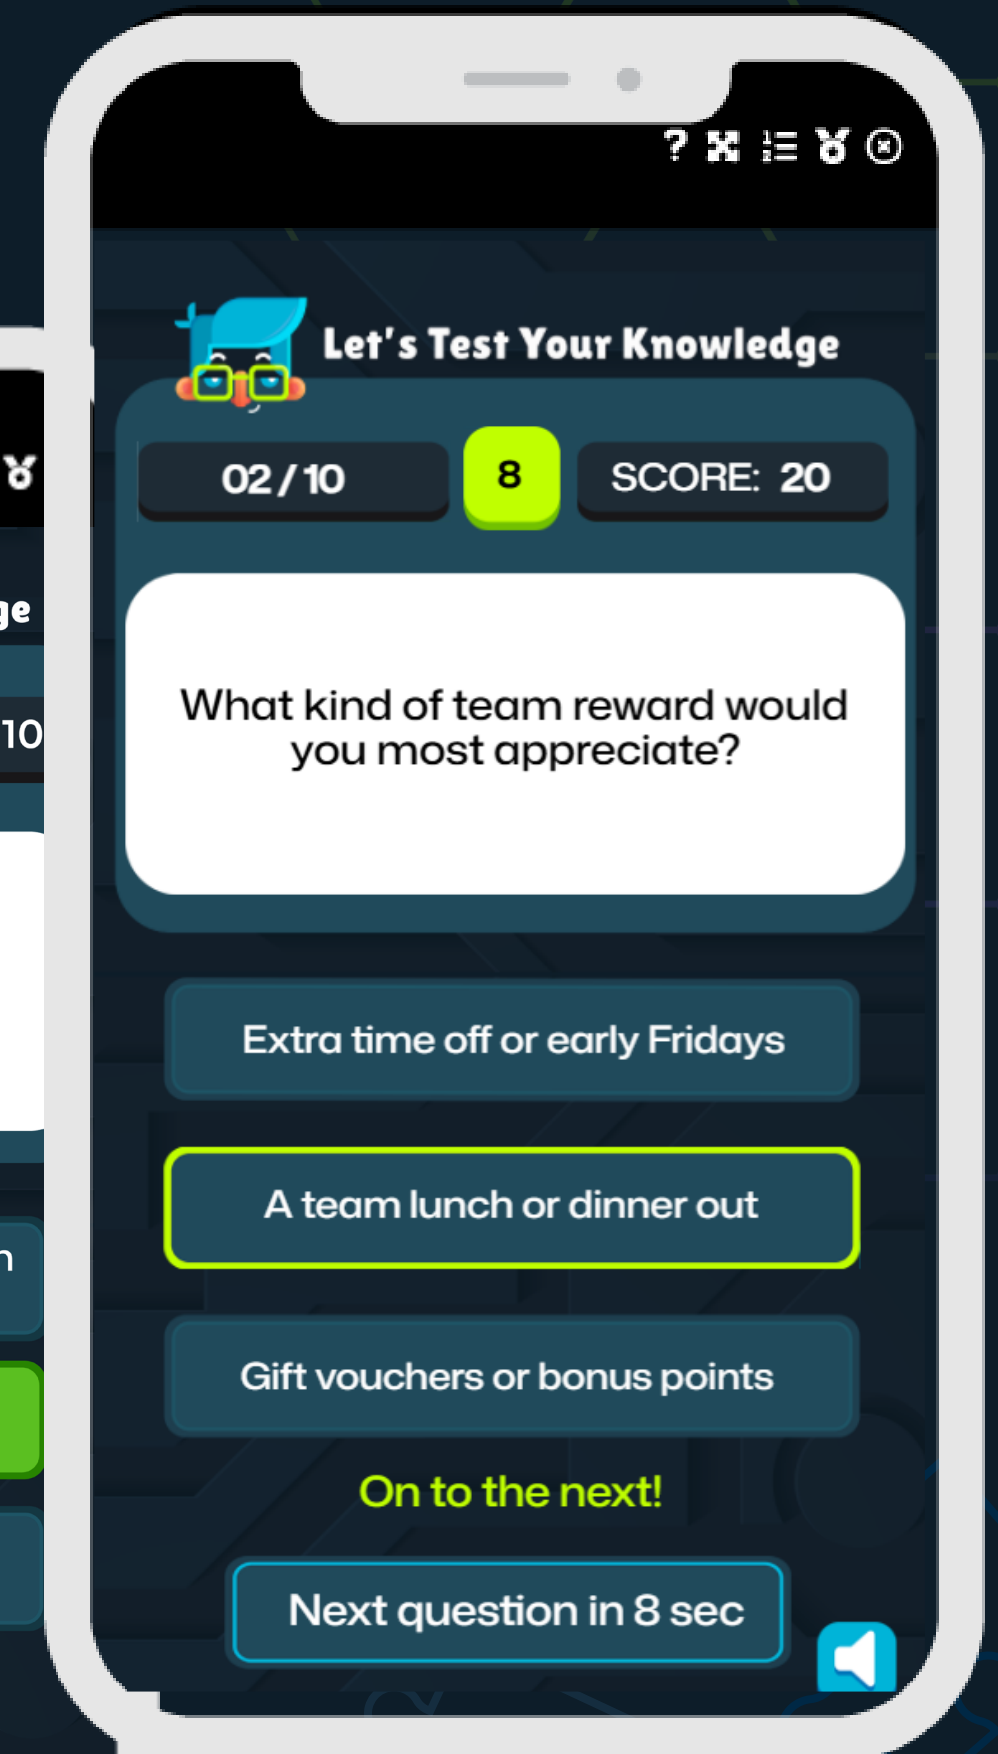 Let's Test Your Knowledge
02/10
8
SCORE: 20
What kind of team reward would
you most appreciate?
Extra time off or early Fridays
A team lunch or dinner out
Gift vouchers or bonus points
On to the next!
Next question in 8 sec
ge
10
n